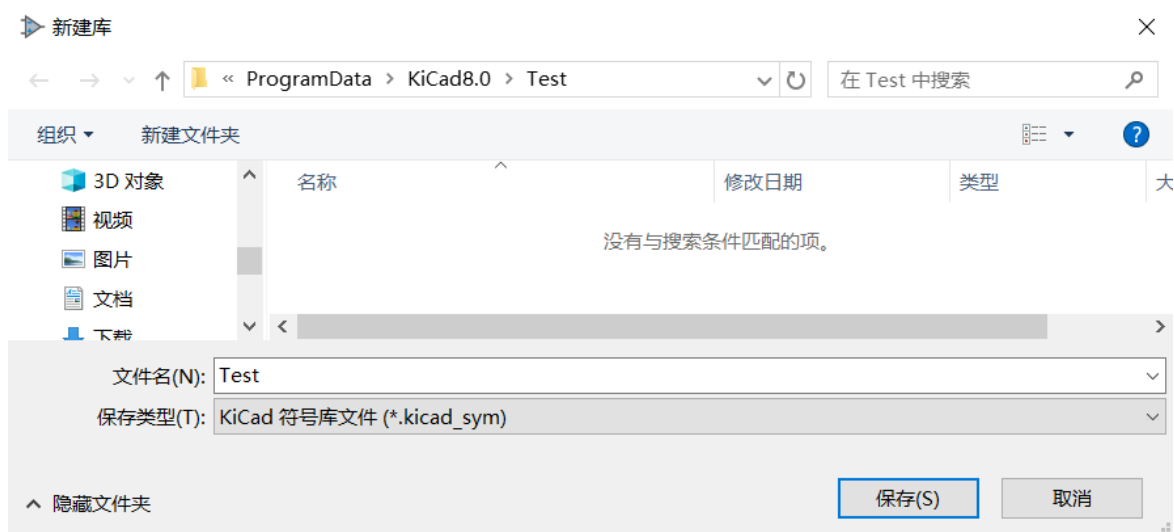 新建库
« ProgramData > KiCad8.0 > Test
在 Test 中搜索
组织
新建文件夹
3D 对象
名称
修改日期
类型
大
视频
没有与搜索条件匹配的项。
图片
文档
下载
文件名(N): Test
保存类型(T): KiCad 符号库文件 (*.kicad_sym)
隐藏文件夹
保存(S)
取消